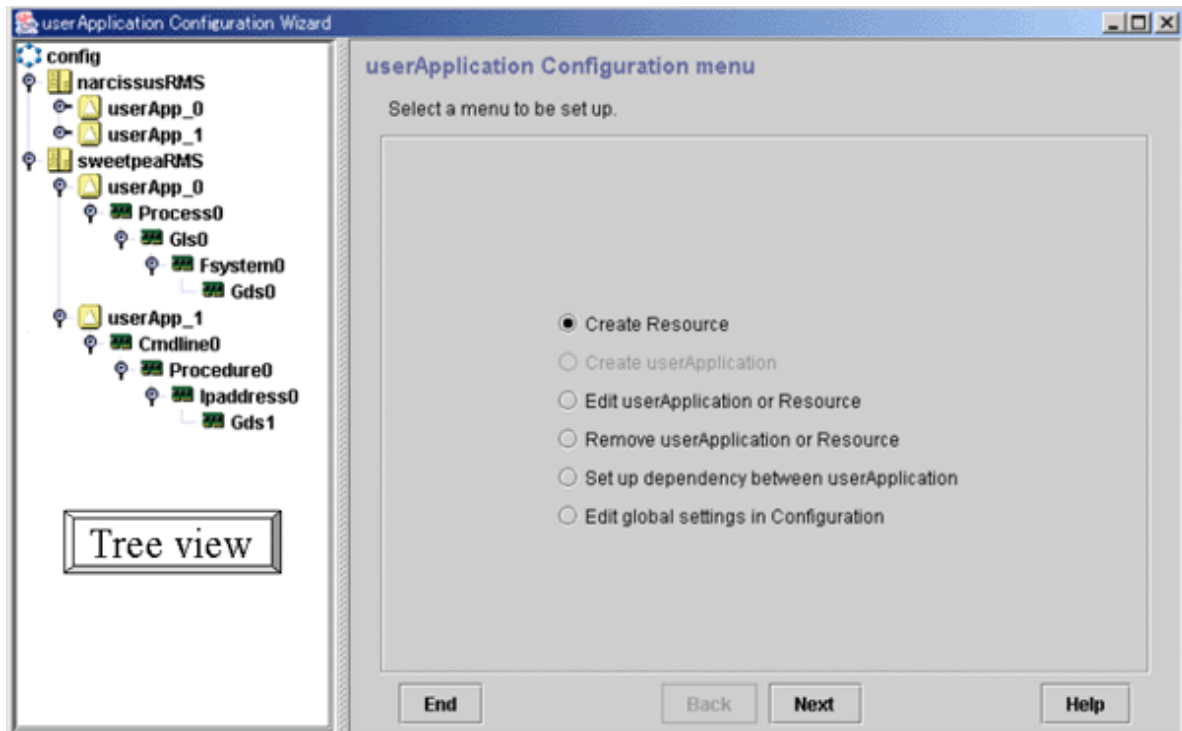 userApplication Configuration Wizard
config
narcissusRMS
userApp_0
userApp_1
sweetpeaRMS
userApp_0
Process0
Gls0
Fsystem0
Gds0
userApp_1
Cmdline0
Procedure0
Ipaddress0
Gds1
Tree view
userApplication Configuration menu
Select a menu to be set up.
Create Resource
Create userApplication
Edit userApplication or Resource
Remove userApplication or Resource
Set up dependency between userApplication
Edit global settings in Configuration
End
Back
Next
Help